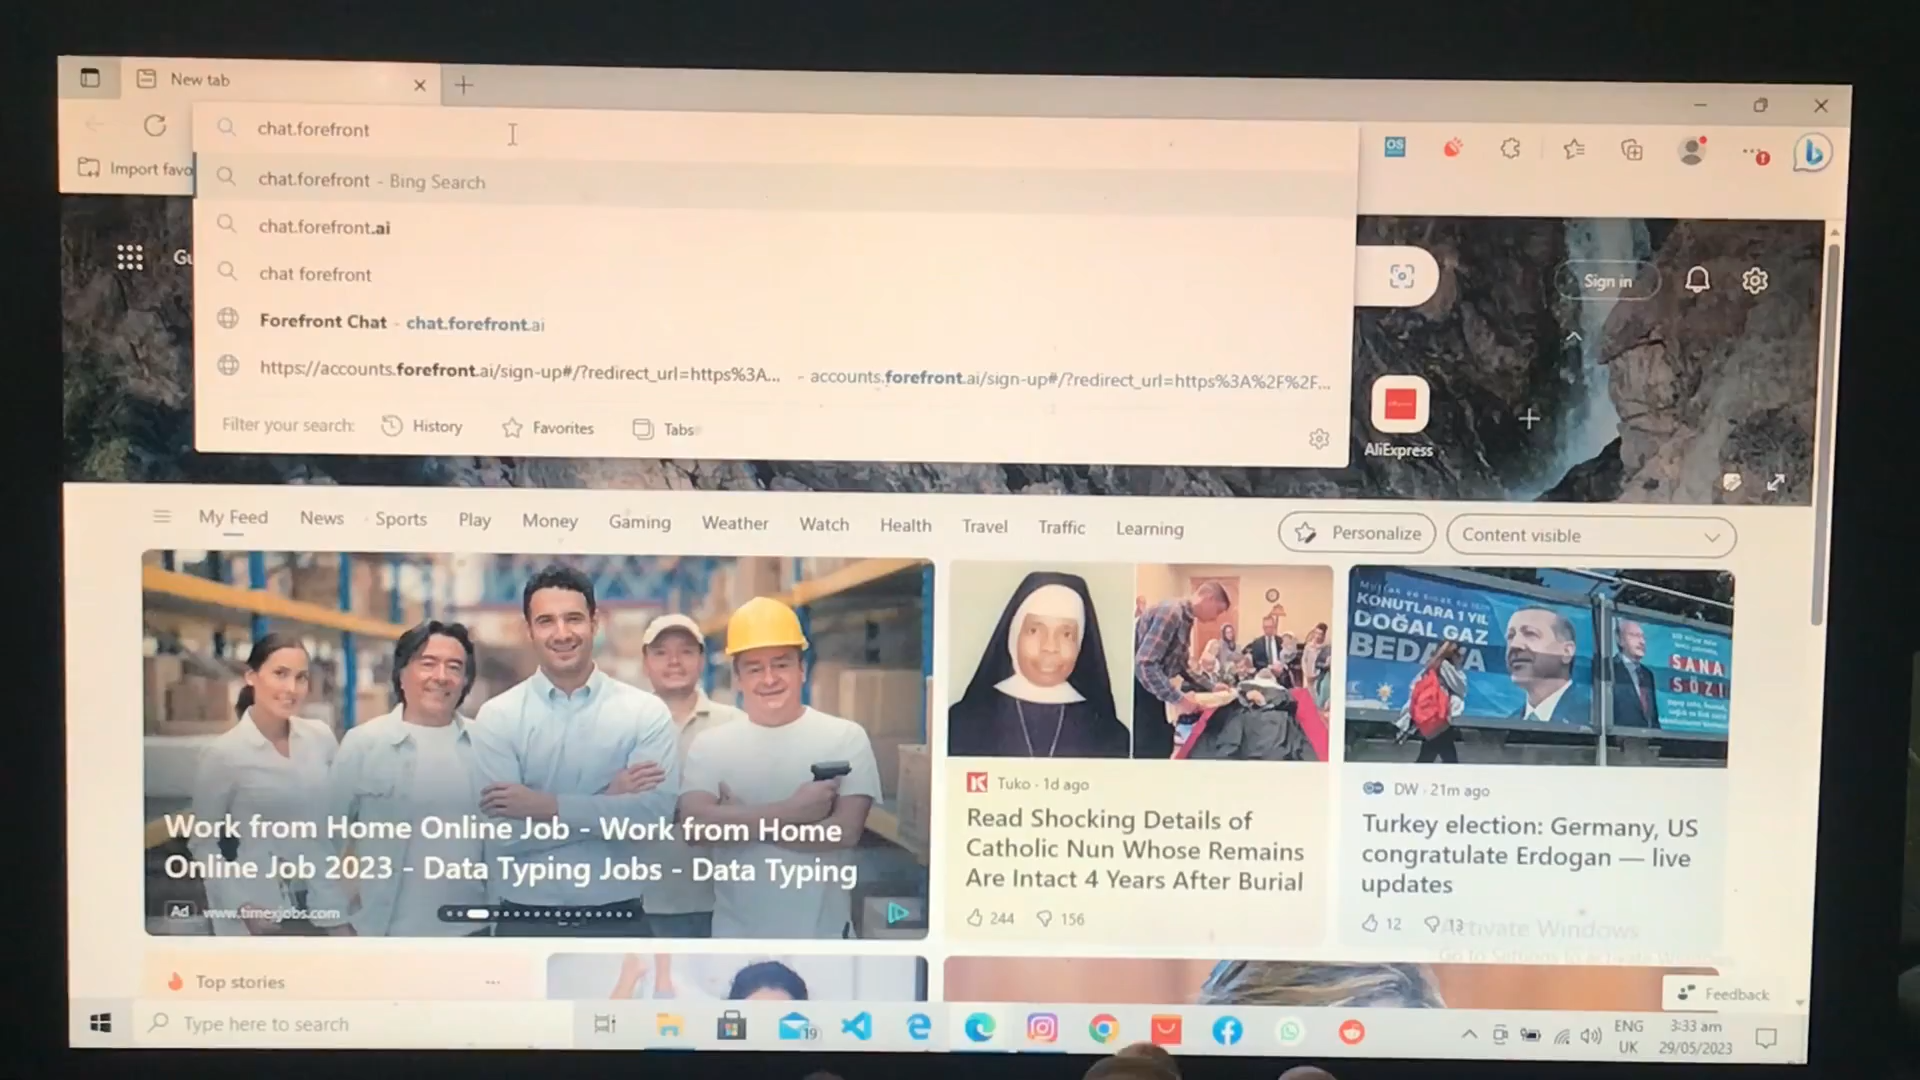 New tab
chat.forefront
Import favo
chat.forefront - Bing Search
chat.forefront.ai
chat forefront
Forefront Chat - chat.forefront.ai
https://accounts.forefront.ai/sign-up#/?redirect_url=https%3A... - accounts.forefront.ai/sign-up#/?redirect_url=https%3A%2F%2F...
Filter your search: History Favorites Tabs
OS
Gu
Sign in
AliExpress
My Feed News Sports Play Money Gaming Weather Watch Health Travel Traffic Learning
Personalize Content visible
KONUTLARA 1 YIL
DOĞAL GAZ
SANA
SÖZ
Work from Home Online Job - Work from Home
Online Job 2023 - Data Typing Jobs - Data Typing
Ad www.timexjobs.com
Tuko · 1d ago
Read Shocking Details of
Catholic Nun Whose Remains
Are Intact 4 Years After Burial
244 156
DW · 21m ago
Turkey election: Germany, US
congratulate Erdogan — live
updates
12 13
Activate Windows
Top stories ...
Feedback
Type here to search
19
ENG
UK
3:33 am
29/05/2023